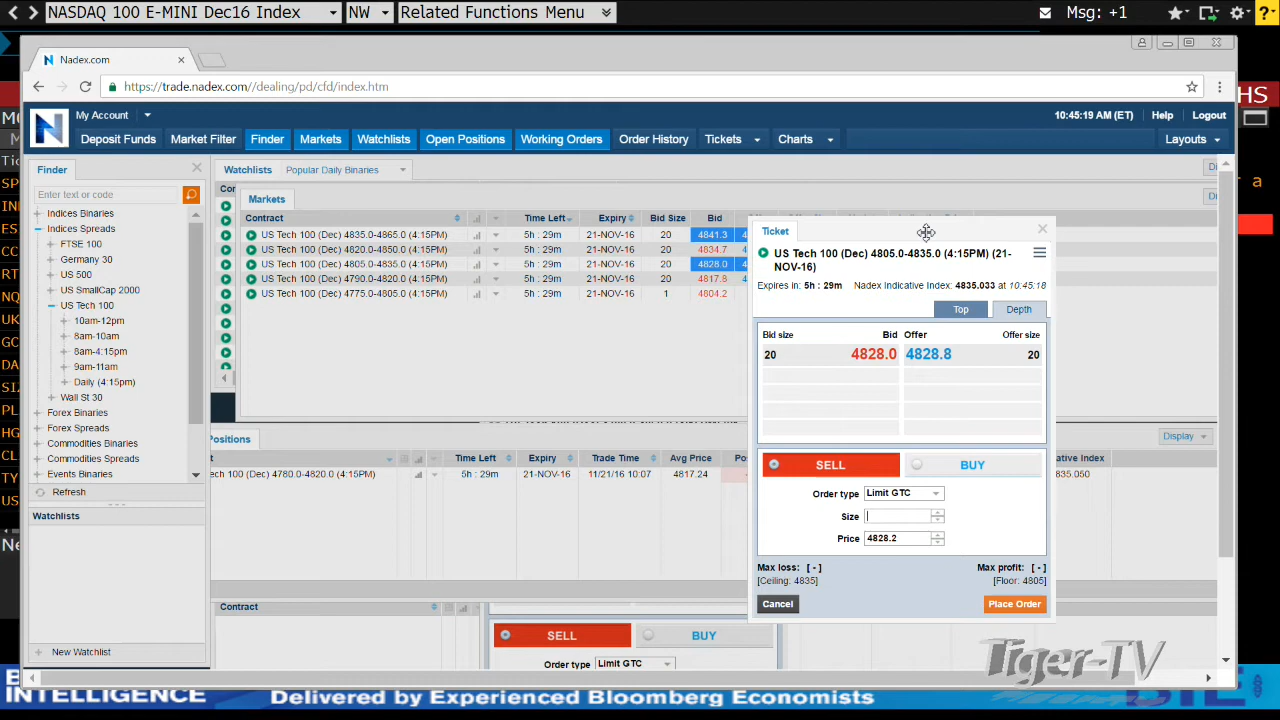 NASDAQ 100 E-MINI Dec16 Index NW Related Functions Menu Msg: +1 ?
Nadex.com
https://trade.nadex.com//dealing/pd/cfd/index.htm
HS
N My Account 10:45:19 AM (ET) Help Logout
Deposit Funds Market Filter Finder Markets Watchlists Open Positions Working Orders Order History Tickets Charts Layouts
Finder
Watchlists Popular Daily Binaries
Enter text or code
Markets
Indices Binaries
Indices Spreads
FTSE 100
Germany 30
US 500
US SmallCap 2000
US Tech 100
10am-12pm
8am-10am
8am-4:15pm
9am-11am
Daily (4:15pm)
Wall St 30
Forex Binaries
Forex Spreads
Commodities Binaries
Commodities Spreads
Events Binaries
Refresh
Watchlists
New Watchlist
Contract Time Left Expiry Bid Size Bid
US Tech 100 (Dec) 4835.0-4865.0 (4:15PM) 5h : 29m 21-NOV-16 20 4841.3
US Tech 100 (Dec) 4820.0-4850.0 (4:15PM) 5h : 29m 21-NOV-16 20 4834.7
US Tech 100 (Dec) 4805.0-4835.0 (4:15PM) 5h : 29m 21-NOV-16 20 4828.0
US Tech 100 (Dec) 4790.0-4820.0 (4:15PM) 5h : 29m 21-NOV-16 20 4817.8
US Tech 100 (Dec) 4775.0-4805.0 (4:15PM) 5h : 29m 21-NOV-16 1 4804.2
Ticket
US Tech 100 (Dec) 4805.0-4835.0 (4:15PM) (21-
NOV-16)
Expires in: 5h : 29m Nadex Indicative Index: 4835.033 at 10:45:18
Top Depth
Bid size Bid Offer Offer size
20 4828.0 4828.8 20
SELL BUY
Order type Limit GTC
Size
Price 4828.2
Max loss: [ - ] Max profit: [ - ]
[Ceiling: 4835] [Floor: 4805]
Cancel Place Order
Positions Display
Time Left Expiry Trade Time Avg Price ative Index
ech 100 (Dec) 4780.0-4820.0 (4:15PM) 5h : 29m 21-NOV-16 11/21/16 10:07 4817.24 835.050
Contract
SELL BUY
Order type Limit GTC
Tiger-TV
INTELLIGENCE Delivered by Experienced Bloomberg Economists